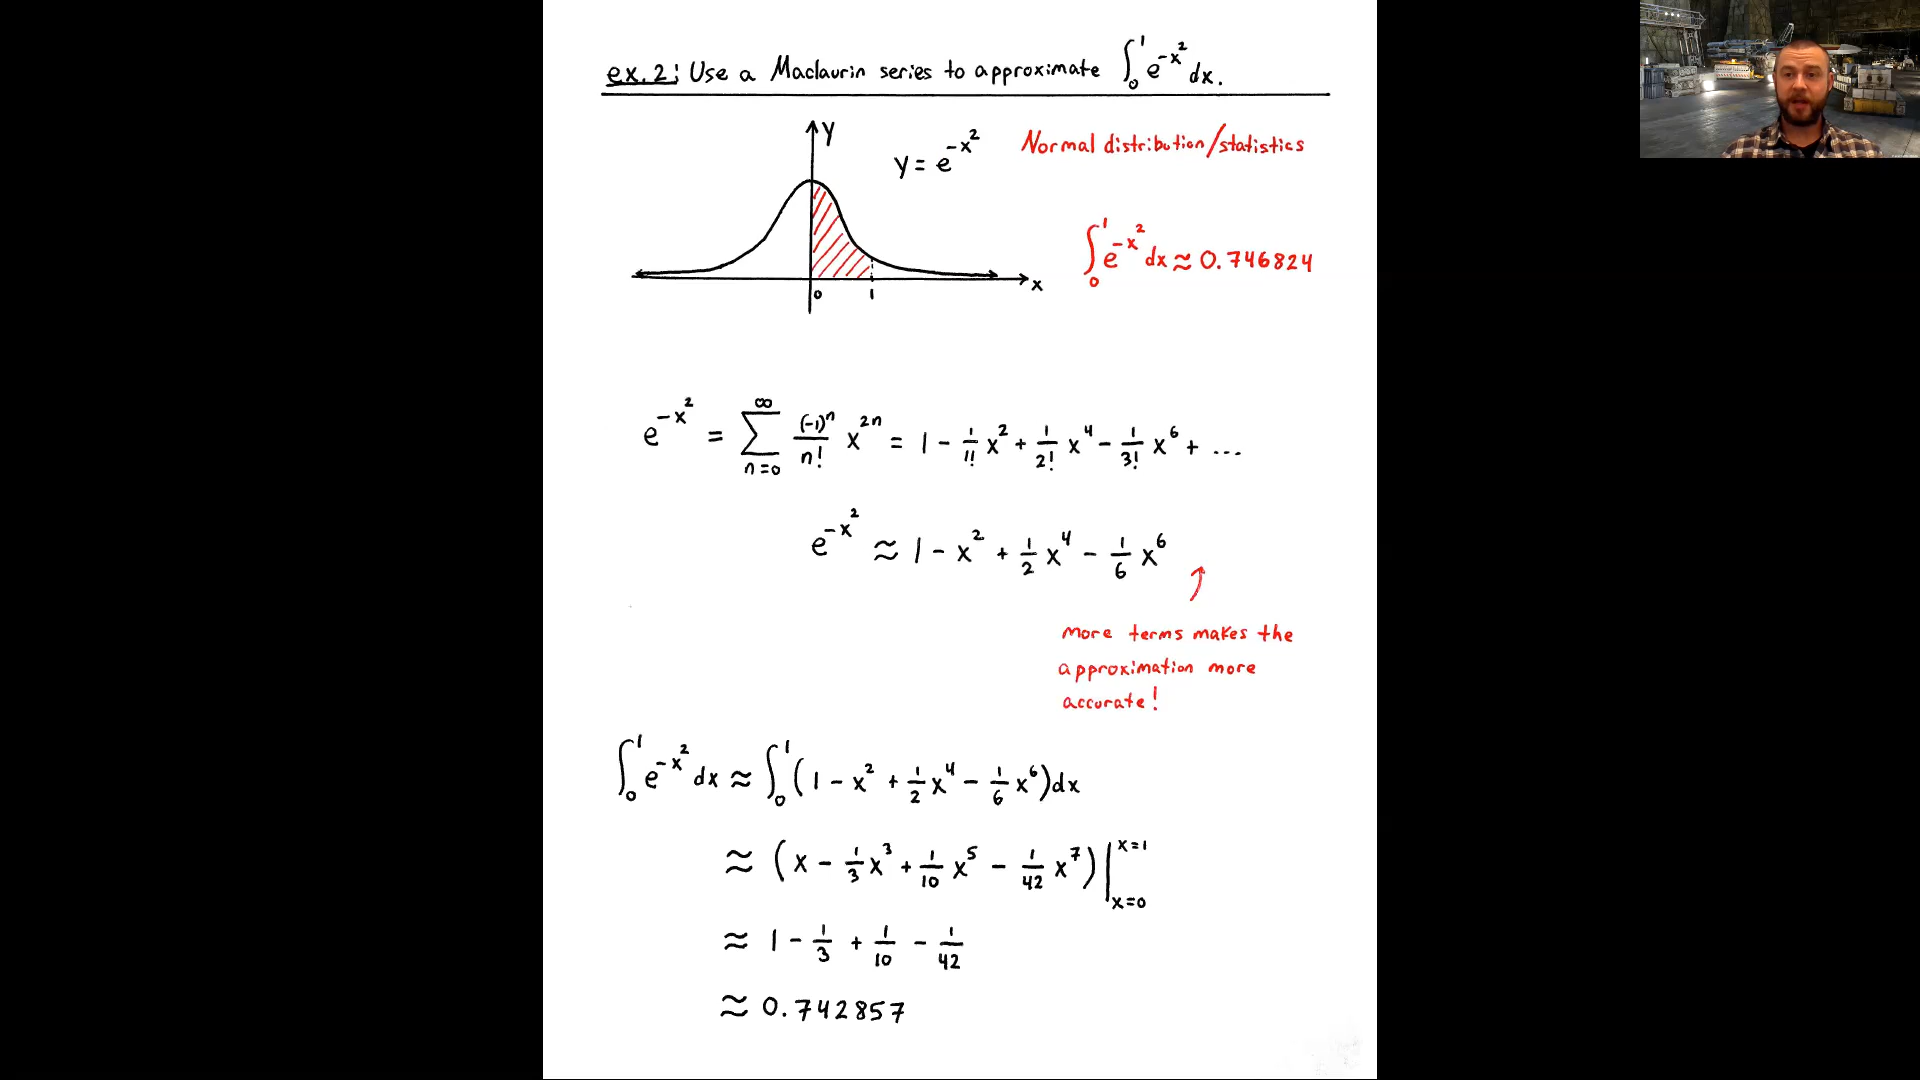 ex. 2: Use a Maclaurin series to approximate ∫₀¹ e^(-x²) dx.
y
y = e^(-x²)
Normal distribution/statistics
∫₀¹ e^(-x²) dx ≈ 0.746824
x
0 1
e^(-x²) = ∑_(n=0)^∞ (-1)ⁿ/n! x^(2n) = 1 - 1/1! x² + 1/2! x⁴ - 1/3! x⁶ + ...
e^(-x²) ≈ 1 - x² + 1/2 x⁴ - 1/6 x⁶
more terms makes the
approximation more
accurate!
∫₀¹ e^(-x²) dx ≈ ∫₀¹ (1 - x² + 1/2 x⁴ - 1/6 x⁶) dx
≈ (x - 1/3 x³ + 1/10 x⁵ - 1/42 x⁷) |_(x=0)^(x=1)
≈ 1 - 1/3 + 1/10 - 1/42
≈ 0.742857